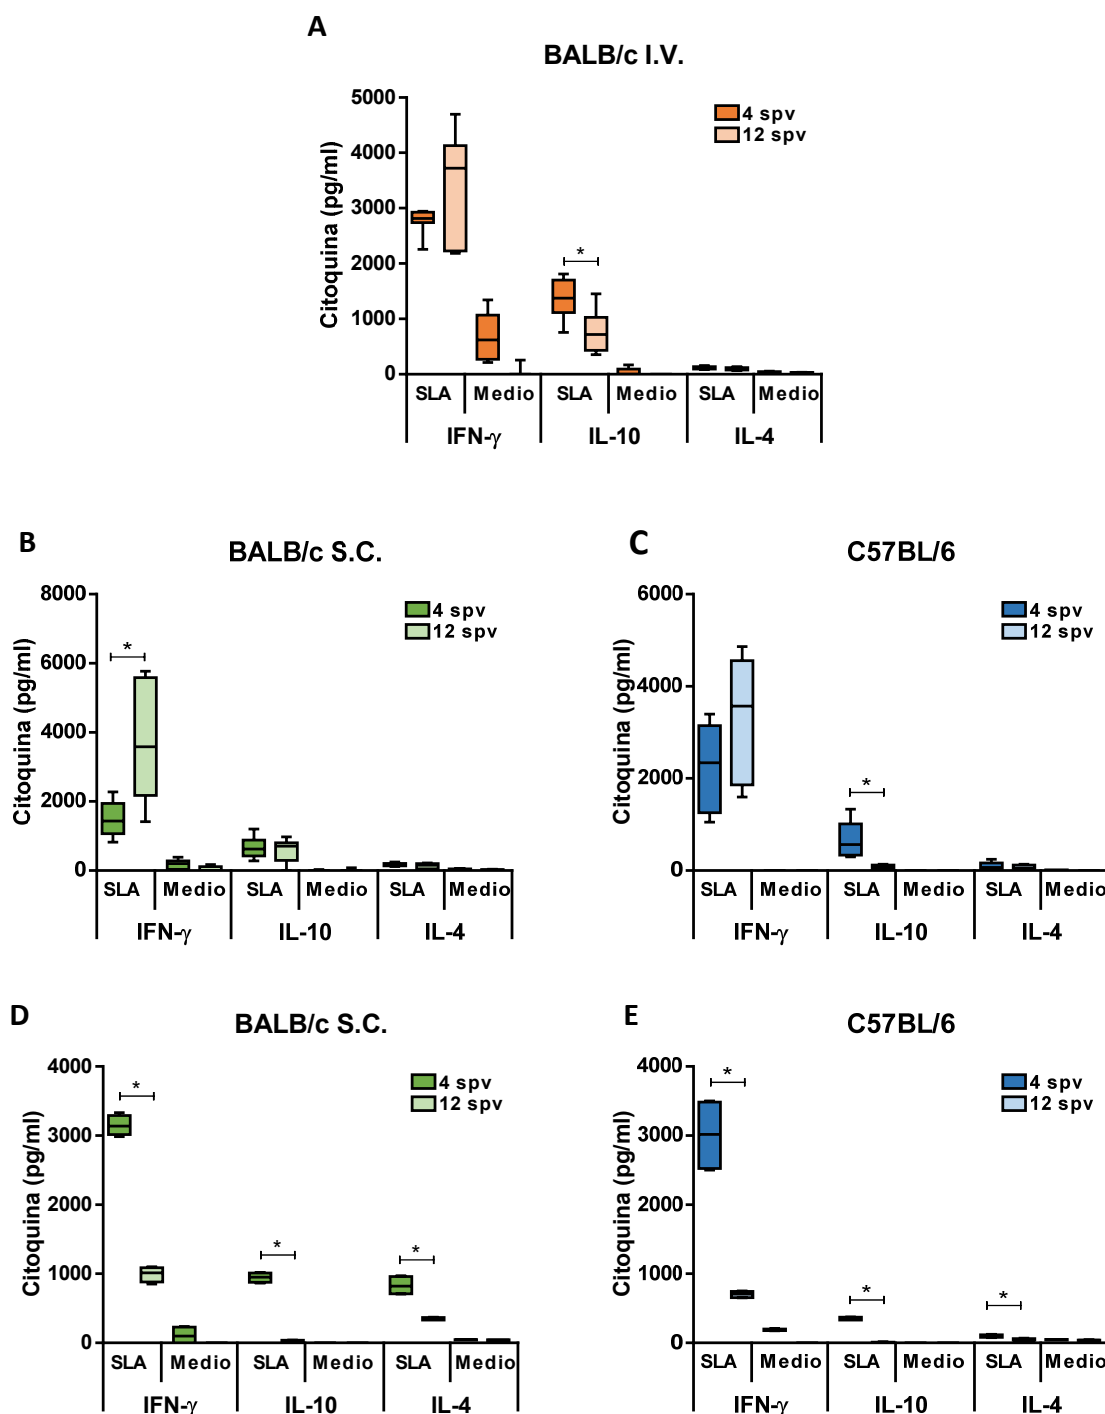 A
BALB/c I.V.
Citoquina (pg/ml)
5000
4000
3000
2000
1000
0
4 spv
12 spv
*
SLA Medio SLA Medio SLA Medio
IFN-γ IL-10 IL-4
B
BALB/c S.C.
Citoquina (pg/ml)
8000
6000
4000
2000
0
4 spv
12 spv
*
SLA Medio SLA Medio SLA Medio
IFN-γ IL-10 IL-4
C
C57BL/6
Citoquina (pg/ml)
6000
4000
2000
0
4 spv
12 spv
*
SLA Medio SLA Medio SLA Medio
IFN-γ IL-10 IL-4
D
BALB/c S.C.
Citoquina (pg/ml)
4000
3000
2000
1000
0
4 spv
12 spv
*
*
*
SLA Medio SLA Medio SLA Medio
IFN-γ IL-10 IL-4
E
C57BL/6
Citoquina (pg/ml)
4000
3000
2000
1000
0
4 spv
12 spv
*
*
*
SLA Medio SLA Medio SLA Medio
IFN-γ IL-10 IL-4